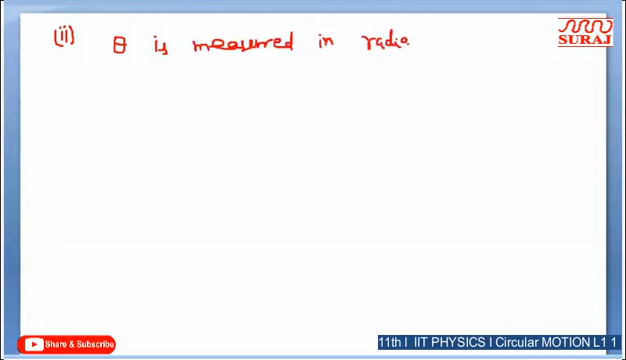 (ii) θ is measured in radia
SURAJ
Share & Subscribe
11th I IIT PHYSICS I Circular MOTION L1 1